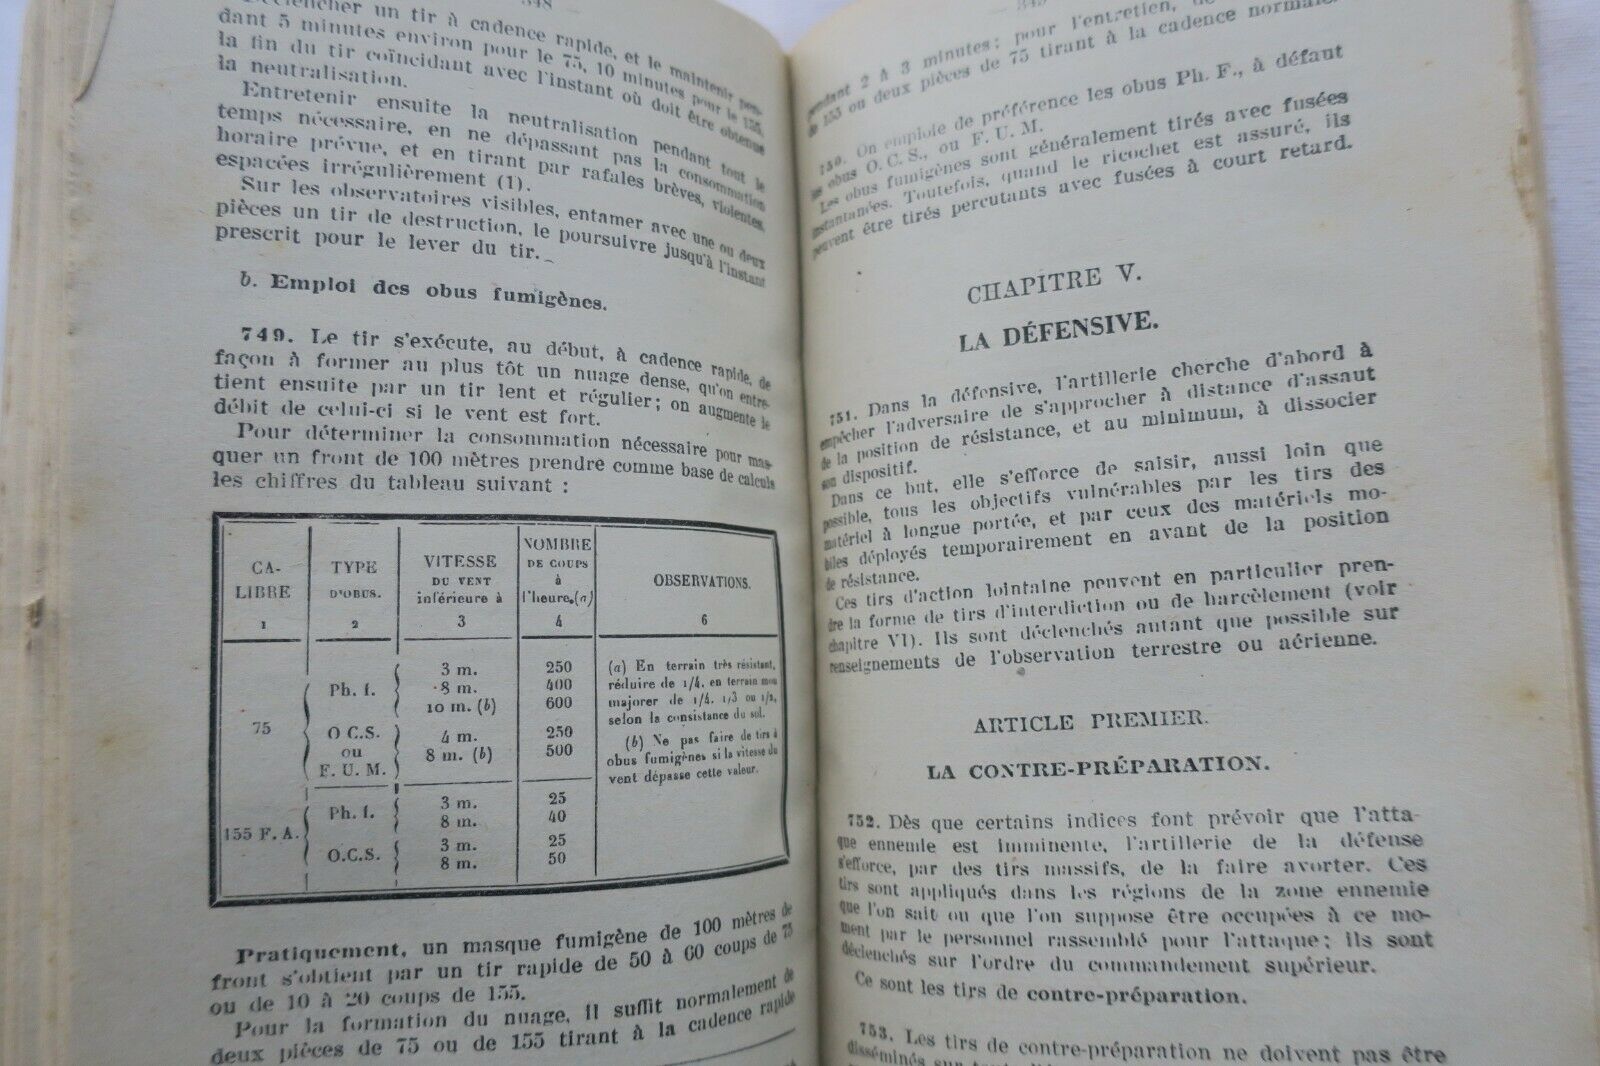 348 —
Déclencher un tir à cadence rapide, et le maintenir pen-
dant 5 minutes environ pour le 75, 10 minutes pour le 155,
la fin du tir coïncidant avec l'instant où doit être obtenue
la neutralisation.
Entretenir ensuite la neutralisation pendant tout le
temps nécessaire, en ne dépassant pas la consommation
horaire prévue, et en tirant par rafales brèves, violentes,
espacées irrégulièrement (1).
Sur les observatoires visibles, entamer avec une ou deux
pièces un tir de destruction, le poursuivre jusqu'à l'instant
prescrit pour le lever du tir.
b. Emploi des obus fumigènes.
749. Le tir s'exécute, au début, à cadence rapide, de
façon à former au plus tôt un nuage dense, qu'on entre-
tient ensuite par un tir lent et régulier; on augmente le
débit de celui-ci si le vent est fort.
Pour déterminer la consommation nécessaire pour mas-
quer un front de 100 mètres prendre comme base de calculs
les chiffres du tableau suivant :
CA-
LIBRE
1
TYPE
D'OBUS.
2
VITESSE
DU VENT
inférieure à
3
NOMBRE
DE COUPS
à
l'heure.(a)
4
OBSERVATIONS.
6
75
Ph. f.
3 m. 250
8 m. 400
10 m. (b) 600
O C.S.
ou
F. U. M.
4 m. 250
8 m. (b) 500
155 F. A.
Ph. f.
3 m. 25
8 m. 40
O.C.S.
3 m. 25
8 m. 50
(a) En terrain très résistant,
réduire de 1/4, en terrain mou
majorer de 1/4, 1/3 ou 1/2,
selon la consistance du sol.
(b) Ne pas faire de tirs à
obus fumigènes si la vitesse du
vent dépasse cette valeur.
Pratiquement, un masque fumigène de 100 mètres de
front s'obtient par un tir rapide de 50 à 60 coups de 75
ou de 10 à 20 coups de 155.
Pour la formation du nuage, il suffit normalement de
deux pièces de 75 ou de 155 tirant à la cadence rapide
— 349
pendant 2 à 3 minutes; pour l'entretien, de
de 155 ou deux pièces de 75 tirant à la cadence normale.
750. On emploie de préférence les obus Ph. F., à défaut
les obus O. C. S., ou F. U. M.
Les obus fumigènes sont généralement tirés avec fusées
instantanées. Toutefois, quand le ricochet est assuré, ils
peuvent être tirés percutants avec fusées à court retard.
CHAPITRE V.
LA DÉFENSIVE.
751. Dans la défensive, l'artillerie cherche d'abord à
empêcher l'adversaire de s'approcher à distance d'assaut
de la position de résistance, et au minimum, à dissocier
son dispositif.
Dans ce but, elle s'efforce de saisir, aussi loin que
possible, tous les objectifs vulnérables par les tirs des
matériel à longue portée, et par ceux des matériels mo-
biles déployés temporairement en avant de la position
de résistance.
Ces tirs d'action lointaine peuvent en particulier pren-
dre la forme de tirs d'interdiction ou de harcèlement (voir
chapitre VI). Ils sont déclenchés autant que possible sur
renseignements de l'observation terrestre ou aérienne.
ARTICLE PREMIER.
LA CONTRE-PRÉPARATION.
752. Dès que certains indices font prévoir que l'atta-
que ennemie est imminente, l'artillerie de la défense
s'efforce, par des tirs massifs, de la faire avorter. Ces
tirs sont appliqués dans les régions de la zone ennemie
que l'on sait ou que l'on suppose être occupées à ce mo-
ment par le personnel rassemblé pour l'attaque; ils sont
déclenchés sur l'ordre du commandement supérieur.
Ce sont les tirs de contre-préparation.
753. Les tirs de contre-préparation ne doivent pas être
disséminés sur